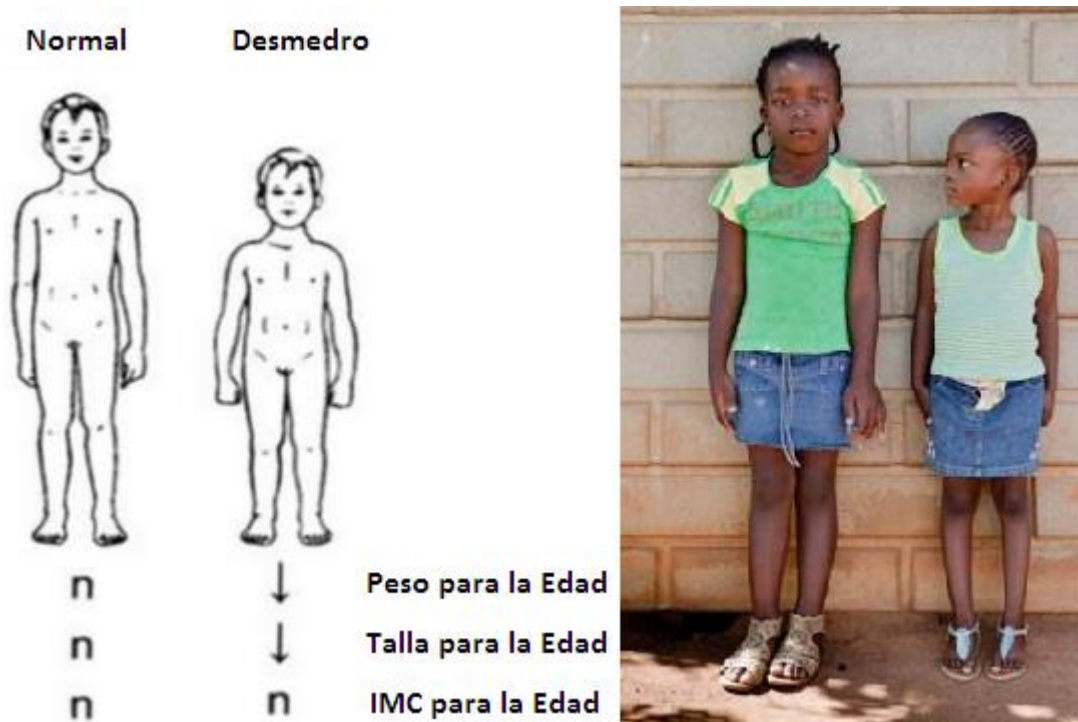 Normal Desmedro
n ↓ Peso para la Edad
n ↓ Talla para la Edad
n n IMC para la Edad